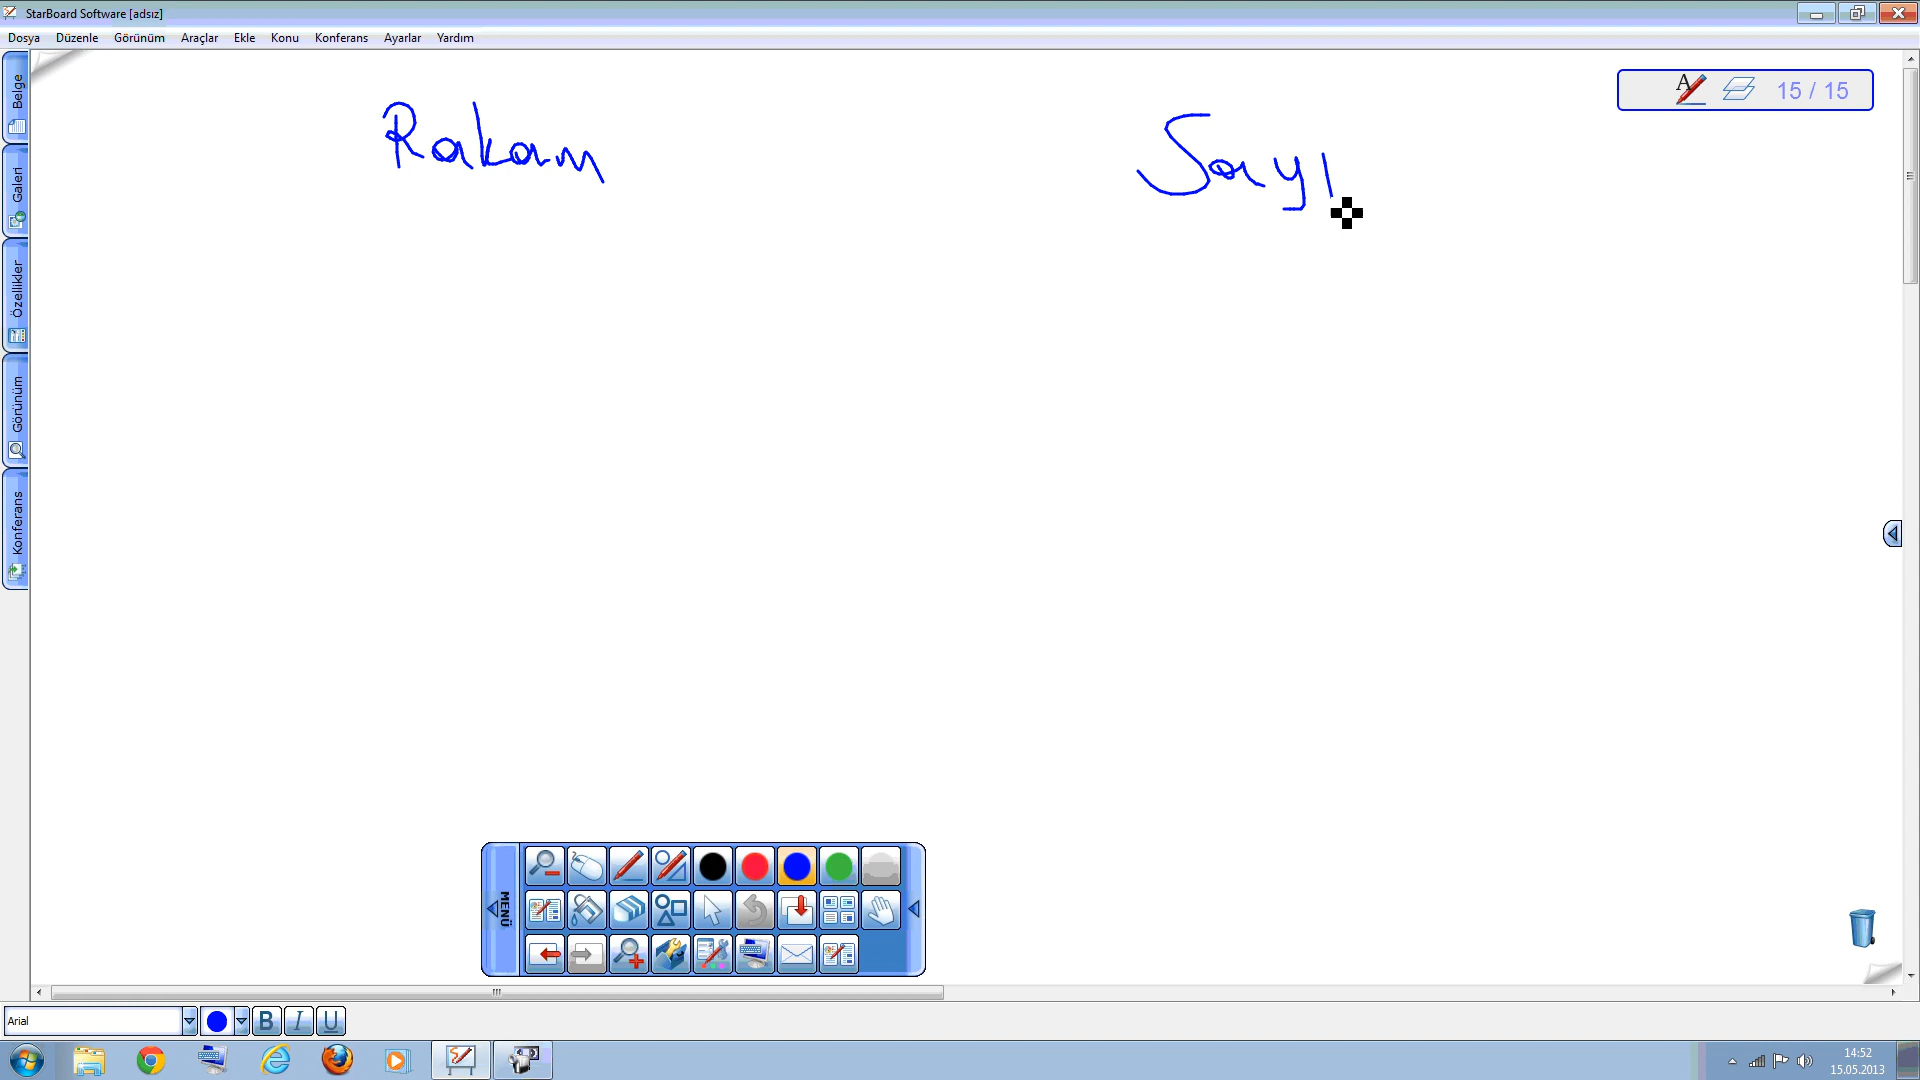 StarBoard Software [adsız]
Dosya Düzenle Görünüm Araçlar Ekle Konu Konferans Ayarlar Yardım
Belge
Galeri
Özellikler
Görünüm
Konferans
15 / 15
Rakam Sayı
MENÜ
Arial
B I U
14:52
15.05.2013